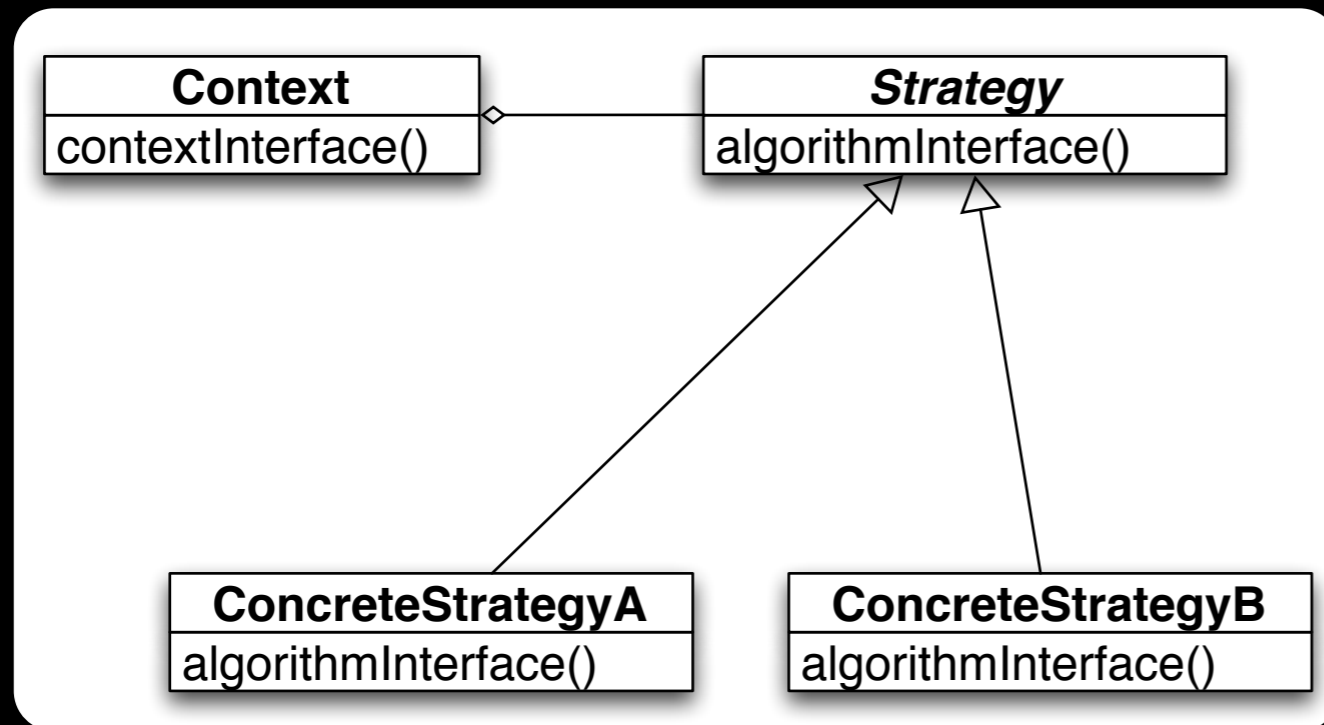 Context
contextInterface()
Strategy
algorithmInterface()
ConcreteStrategyA
algorithmInterface()
ConcreteStrategyB
algorithmInterface()